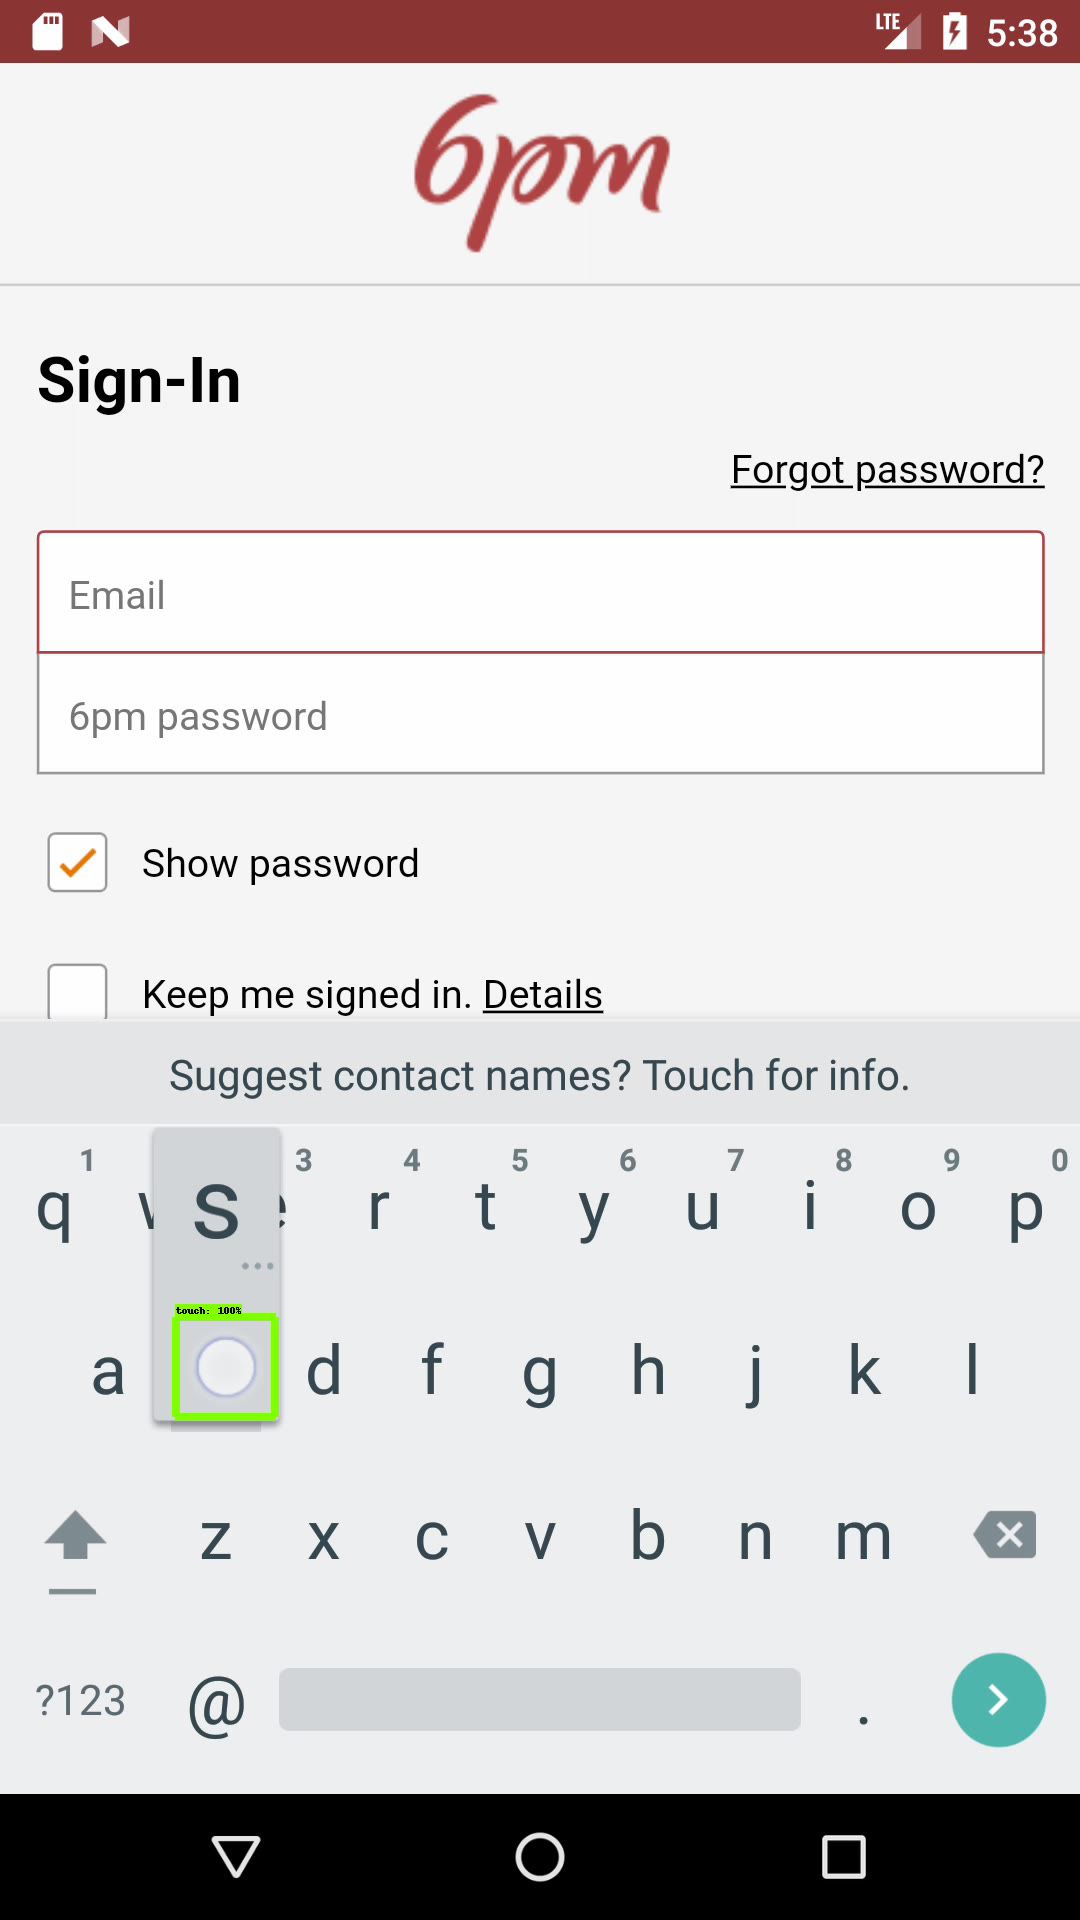 LTE 5:38
6pm
Sign-In
Forgot password?
Email
6pm password
Show password
Keep me signed in. Details
Suggest contact names? Touch for info.
1 3 4 5 6 7 8 9 0
q w s e r t y u i o p
touch: 100%
a d f g h j k l
z x c v b n m
?123 @ .